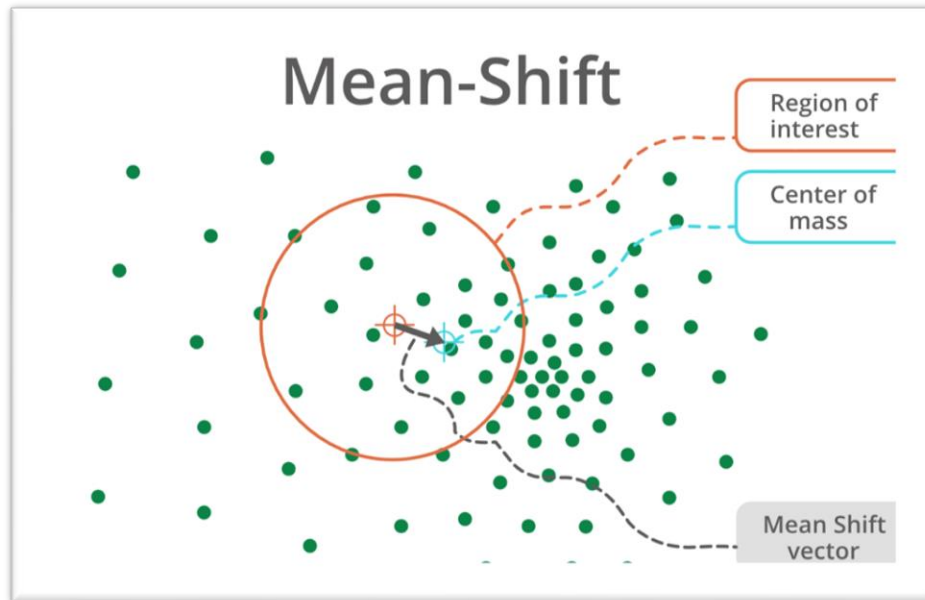 Mean-Shift
Region of
interest
Center of
mass
Mean Shift
vector